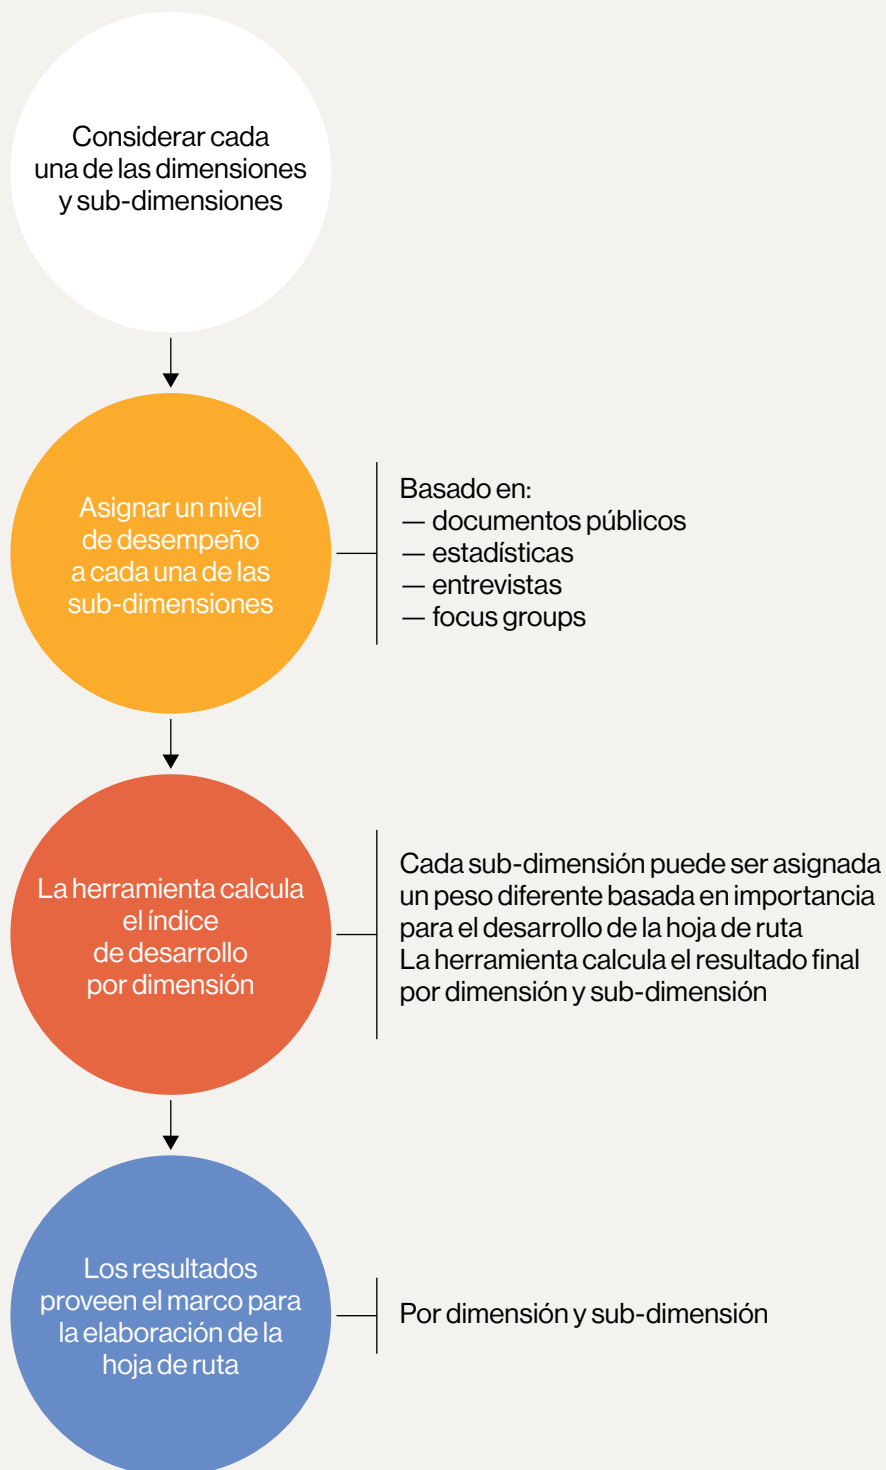 Considerar cada
una de las dimensiones
y sub-dimensiones
Asignar un nivel
de desempeño
a cada una de las
sub-dimensiones
Basado en:
— documentos públicos
— estadísticas
— entrevistas
— focus groups
La herramienta calcula
el índice
de desarrollo
por dimensión
Cada sub-dimensión puede ser asignada
un peso diferente basada en importancia
para el desarrollo de la hoja de ruta
La herramienta calcula el resultado final
por dimensión y sub-dimensión
Los resultados
proveen el marco para
la elaboración de la
hoja de ruta
Por dimensión y sub-dimensión